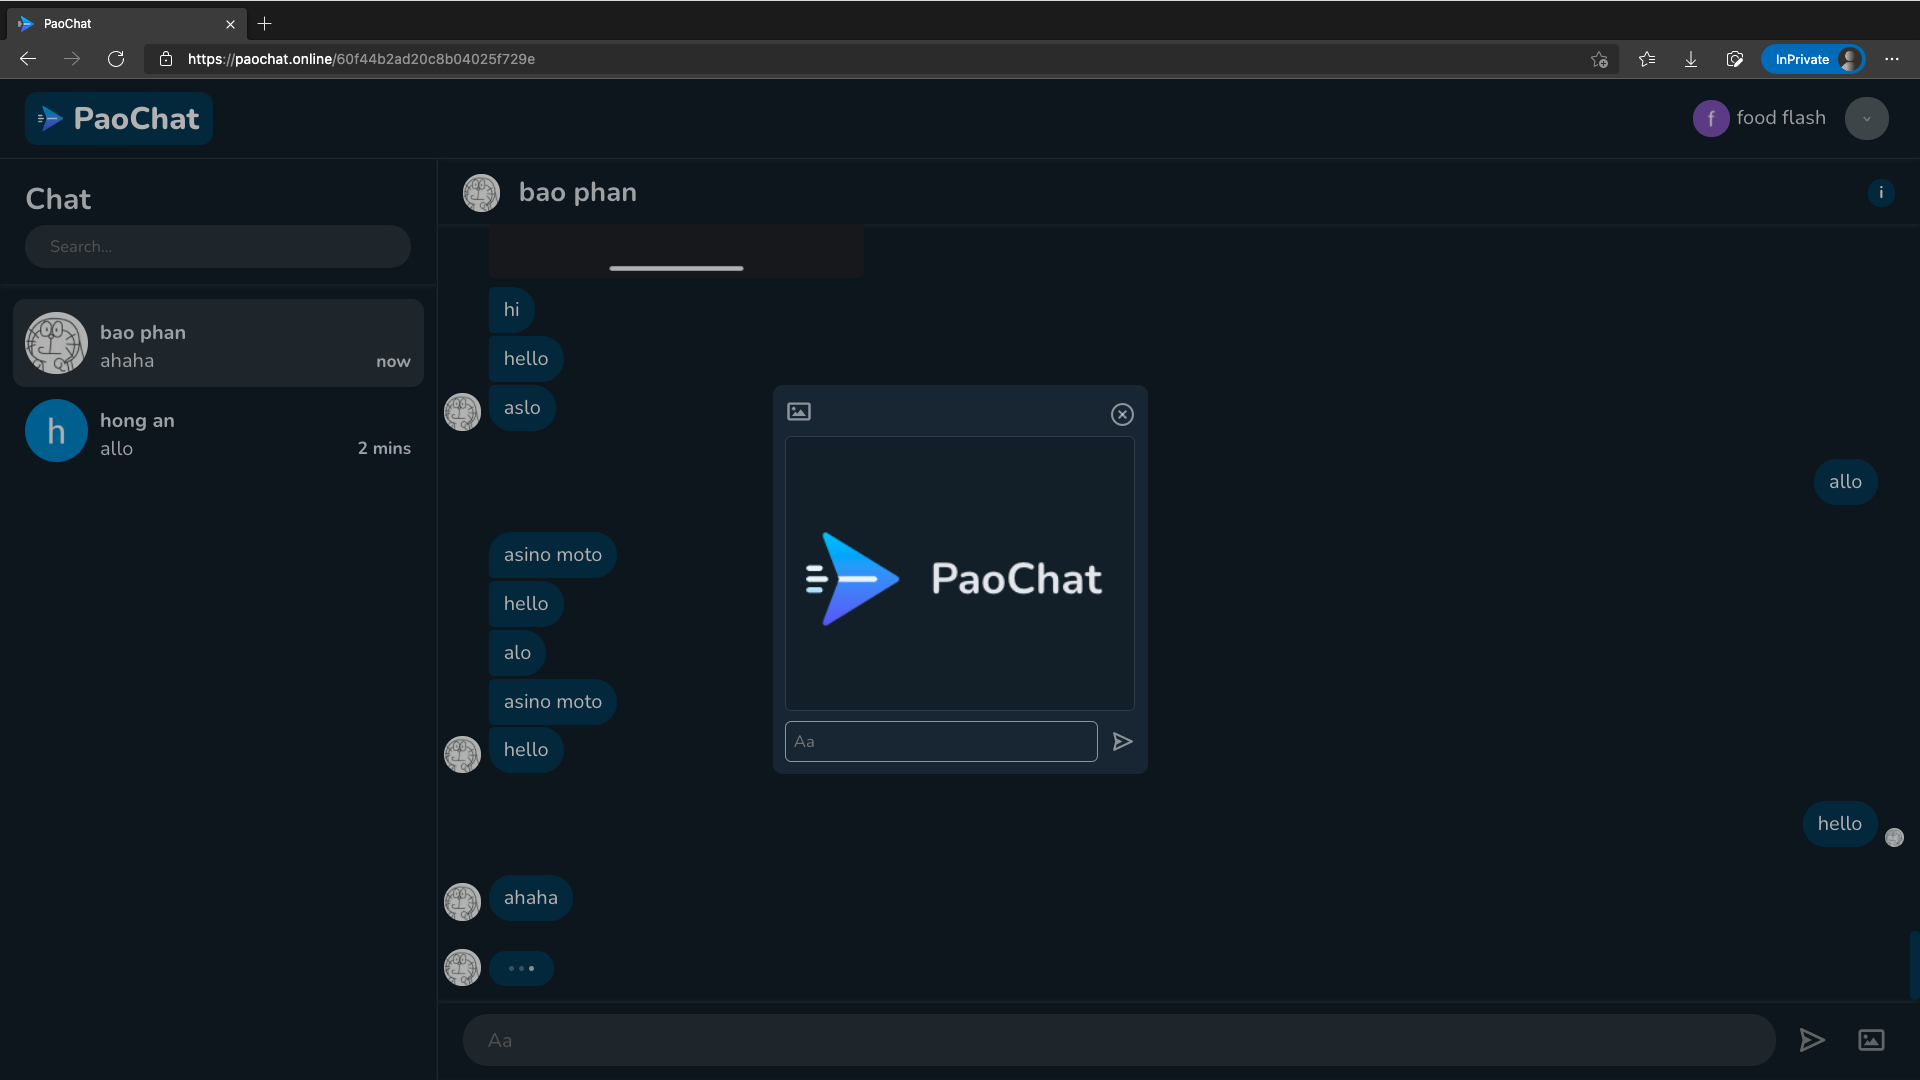 PaoChat
https://paochat.online/60f44b2ad20c8b04025f729e
InPrivate
PaoChat
f food flash
Chat
Search...
bao phan
ahaha
now
h
hong an
allo
2 mins
bao phan
i
hi
hello
aslo
allo
asino moto
hello
alo
asino moto
hello
hello
ahaha
PaoChat
Aa
Aa